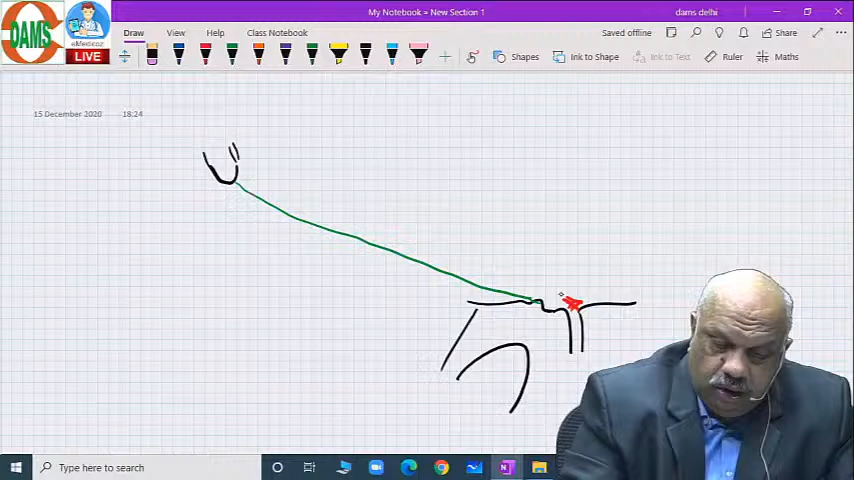 My Notebook » New Section 1
dams delhi
DAMS
eMedicoz
LIVE
Draw
View
Help
Class Notebook
Saved offline
Share
Shapes
Ink to Shape
Ink to Text
Ruler
Maths
15 December 2020
18:24
Type here to search